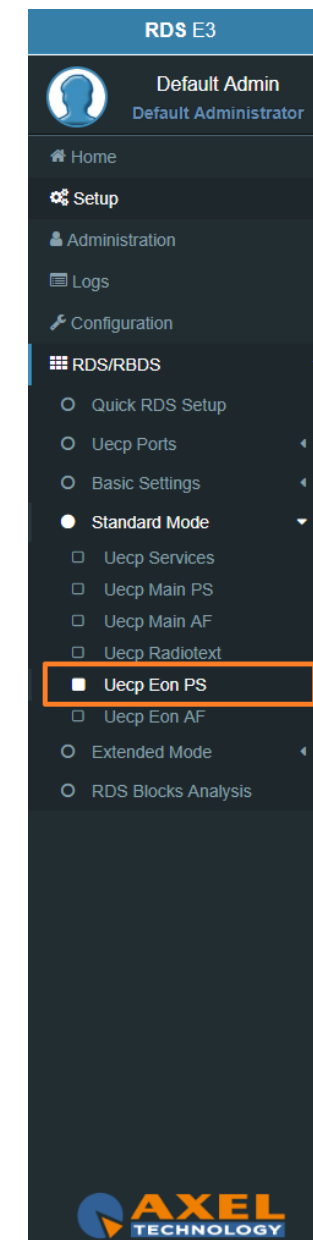 RDS E3
Default Admin
Default Administrator
Home
Setup
Administration
Logs
Configuration
RDS/RBDS
Quick RDS Setup
Uecp Ports
Basic Settings
Standard Mode
Uecp Services
Uecp Main PS
Uecp Main AF
Uecp Radiotext
Uecp Eon PS
Uecp Eon AF
Extended Mode
RDS Blocks Analysis
AXEL
TECHNOLOGY